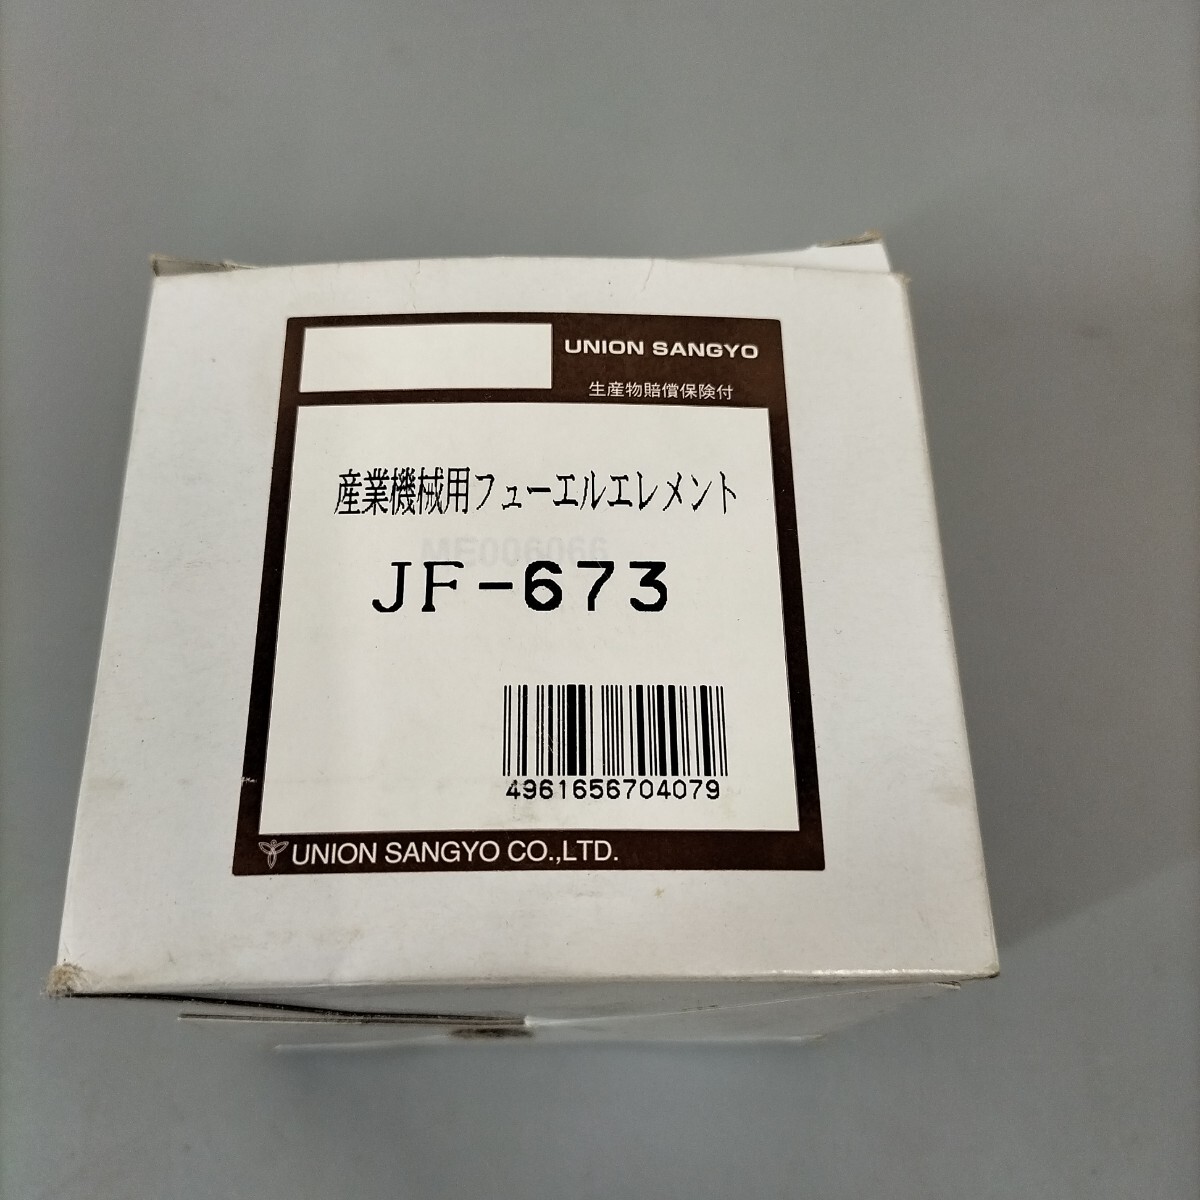 UNION SANGYO
生産物賠償保険付
産業機械用フューエルエレメント
ME006066
JF-673
4961656704079
UNION SANGYO CO.,LTD.